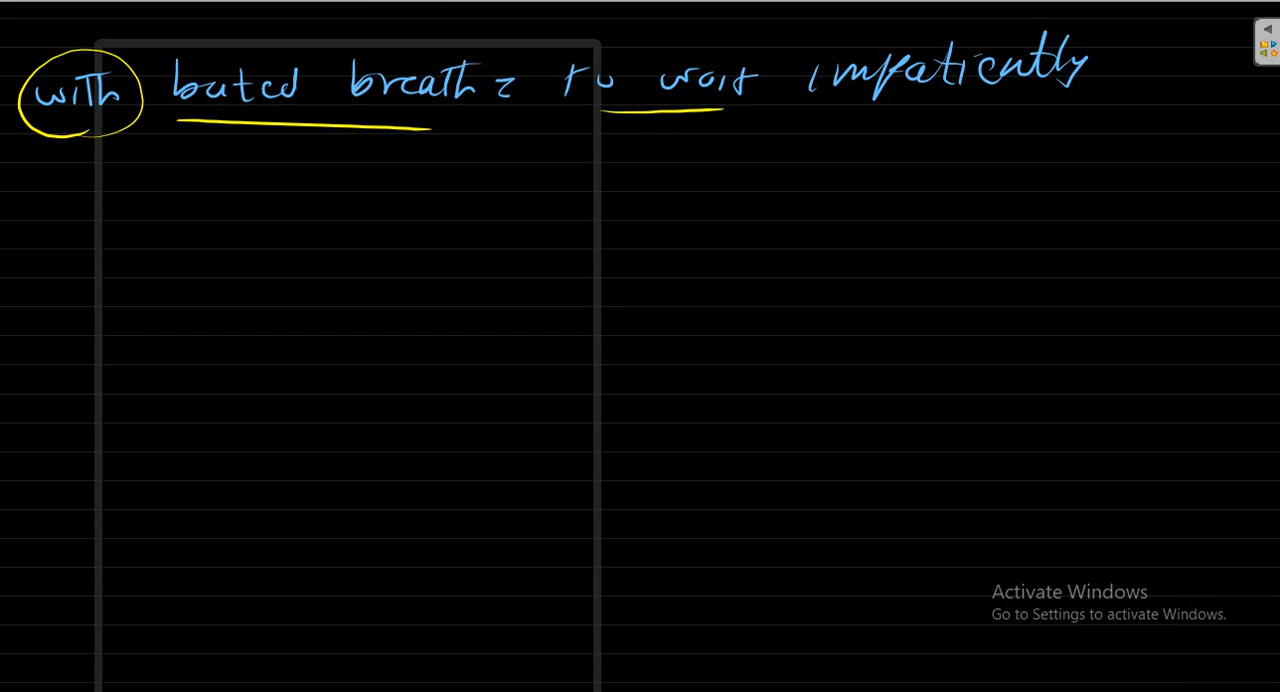 with bated breath = to wait impatiently
Activate Windows
Go to Settings to activate Windows.